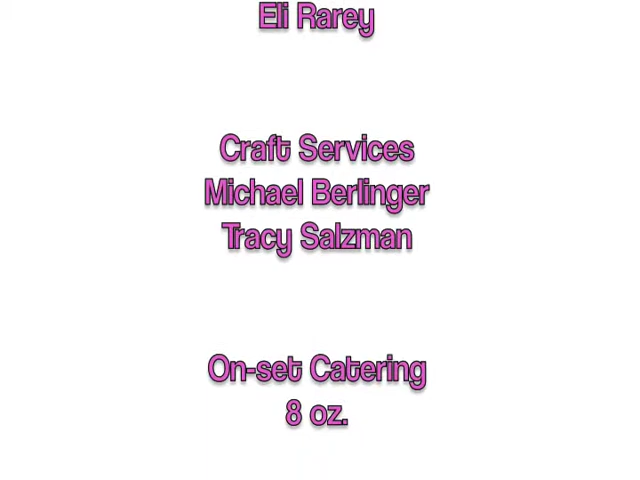 Eli Rarey
Craft Services
Michael Berlinger
Tracy Salzman
On-set Catering
8 oz.